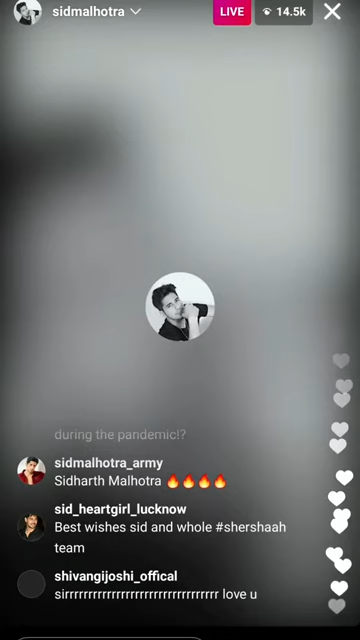 sidmalhotra
LIVE
14.5k
during the pandemic!?
sidmalhotra_army
Sidharth Malhotra 🔥🔥🔥🔥
sid_heartgirl_lucknow
Best wishes sid and whole #shershaah
team
shivangijoshi_offical
sirrrrrrrrrrrrrrrrrrrrrrrrrrrrrrrrr love u